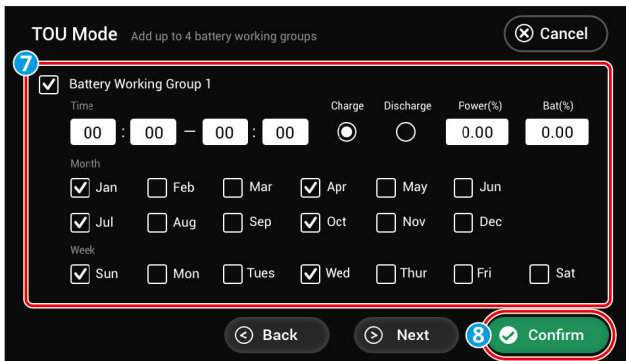 TOU Mode Add up to 4 battery working groups Cancel
7
Battery Working Group 1
Time Charge Discharge Power(%) Bat(%)
00 : 00 — 00 : 00 0.00 0.00
Month
Jan Feb Mar Apr May Jun
Jul Aug Sep Oct Nov Dec
Week
Sun Mon Tues Wed Thur Fri Sat
Back Next 8 Confirm